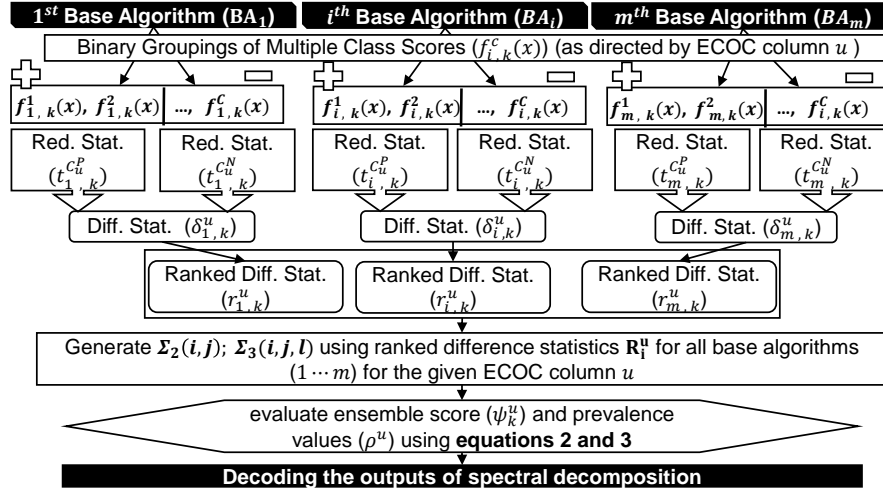 1ˢᵗ Base Algorithm (BA₁) iᵗʰ Base Algorithm (BAᵢ) mᵗʰ Base Algorithm (BAₘ)
Binary Groupings of Multiple Class Scores (f^c_{i,k}(x)) (as directed by ECOC column u )
+ − + − + −
f^1_{1,k}(x), f^2_{1,k}(x) ..., f^C_{1,k}(x) f^1_{i,k}(x), f^2_{i,k}(x) ..., f^C_{i,k}(x) f^1_{m,k}(x), f^2_{m,k}(x) ..., f^C_{i,k}(x)
Red. Stat. Red. Stat. Red. Stat. Red. Stat. Red. Stat. Red. Stat.
(t^{C^P_u}_{1,k}) (t^{C^N_u}_{1,k}) (t^{C^P_u}_{i,k}) (t^{C^N_u}_{i,k}) (t^{C^P_u}_{m,k}) (t^{C^N_u}_{m,k})
Diff. Stat. (δ^u_{1,k}) Diff. Stat. (δ^u_{i,k}) Diff. Stat. (δ^u_{m,k})
Ranked Diff. Stat. Ranked Diff. Stat. Ranked Diff. Stat.
(r^u_{1,k}) (r^u_{i,k}) (r^u_{m,k})
Generate Σ₂(i,j); Σ₃(i,j,l) using ranked difference statistics R^u_i for all base algorithms
(1 ⋯ m) for the given ECOC column u
evaluate ensemble score (ψ^u_k) and prevalence
values (ρ^u) using equations 2 and 3
Decoding the outputs of spectral decomposition